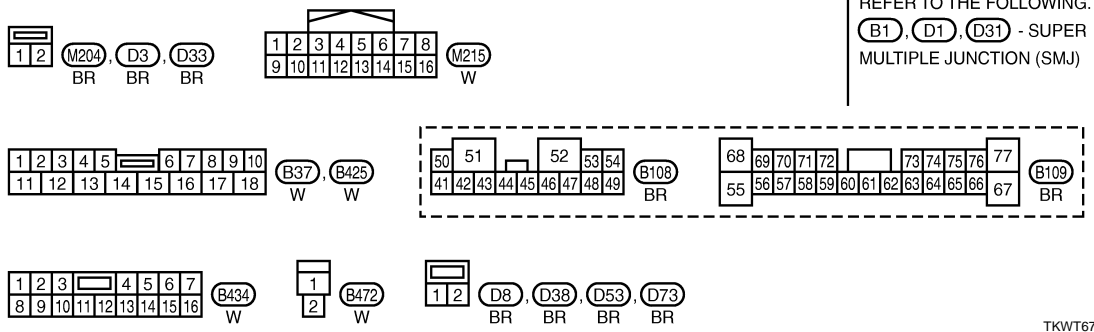 REFER TO THE FOLLOWING.
B1, D1, D31 - SUPER
MULTIPLE JUNCTION (SMJ)
1 2
M204, D3, D33
BR BR BR
1 2 3 4 5 6 7 8
9 10 11 12 13 14 15 16
M215
W
1 2 3 4 5 6 7 8 9 10
11 12 13 14 15 16 17 18
B37, B425
W W
50 51 52 53 54
41 42 43 44 45 46 47 48 49
B108
BR
68 69 70 71 72 73 74 75 76 77
55 56 57 58 59 60 61 62 63 64 65 66 67
B109
BR
1 2 3 4 5 6 7
8 9 10 11 12 13 14 15 16
B434
W
1
2
B472
W
1 2
D8, D38, D53, D73
BR BR BR BR
TKWT67